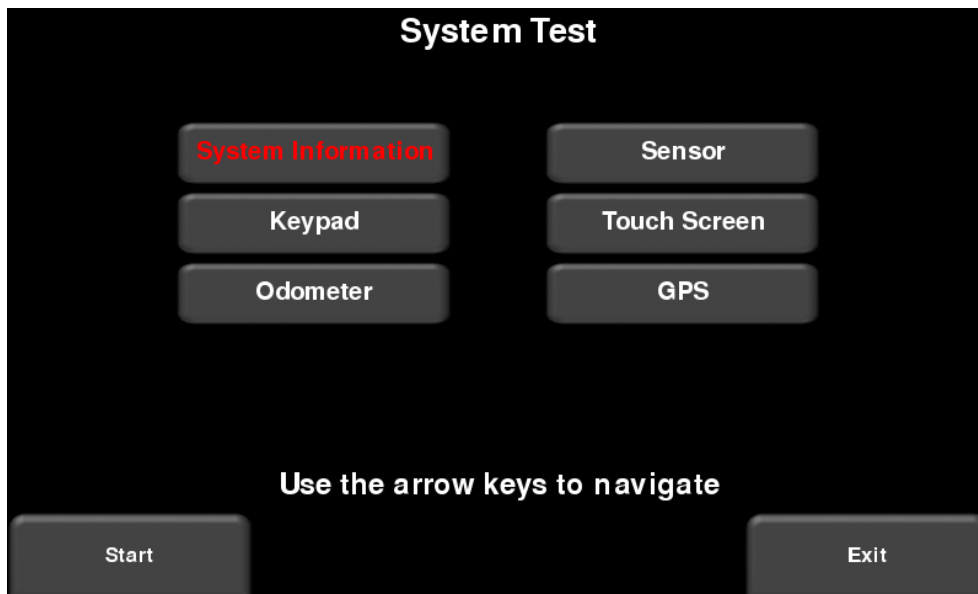 System Test
System Information
Sensor
Keypad
Touch Screen
Odometer
GPS
Use the arrow keys to navigate
Start
Exit